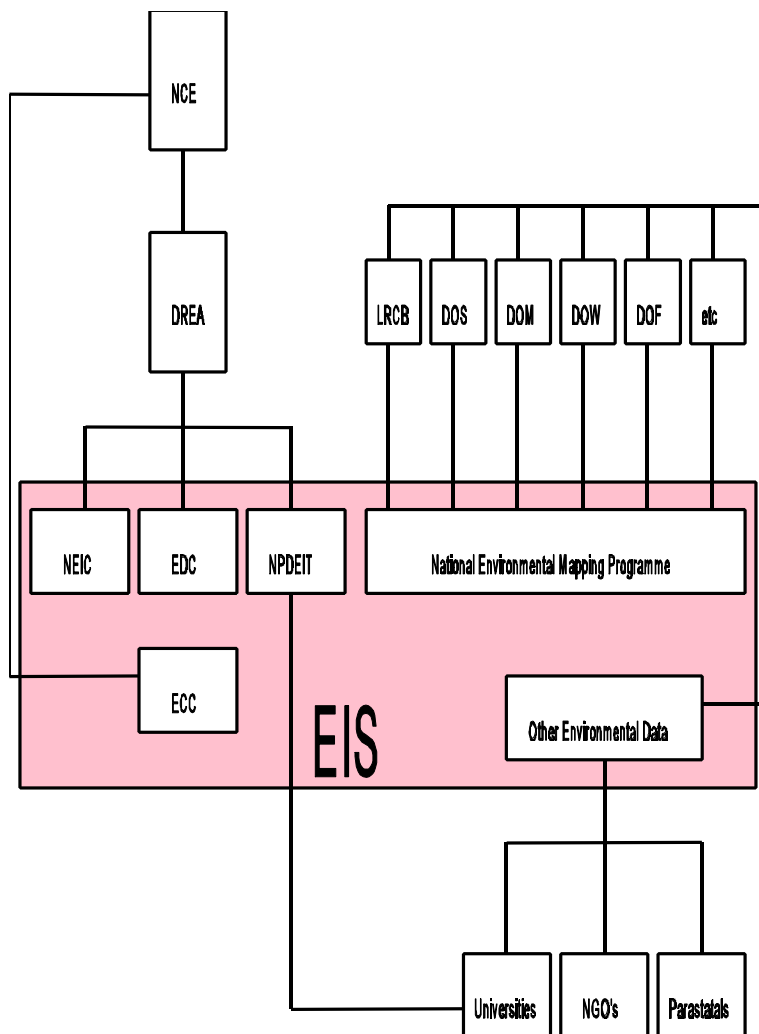 NCE
DREA
LRCB DOS DOM DOW DOF etc
NEIC EDC NPDEIT National Environmental Mapping Programme
ECC
Other Environmental Data
EIS
Universities NGO's Parastatals